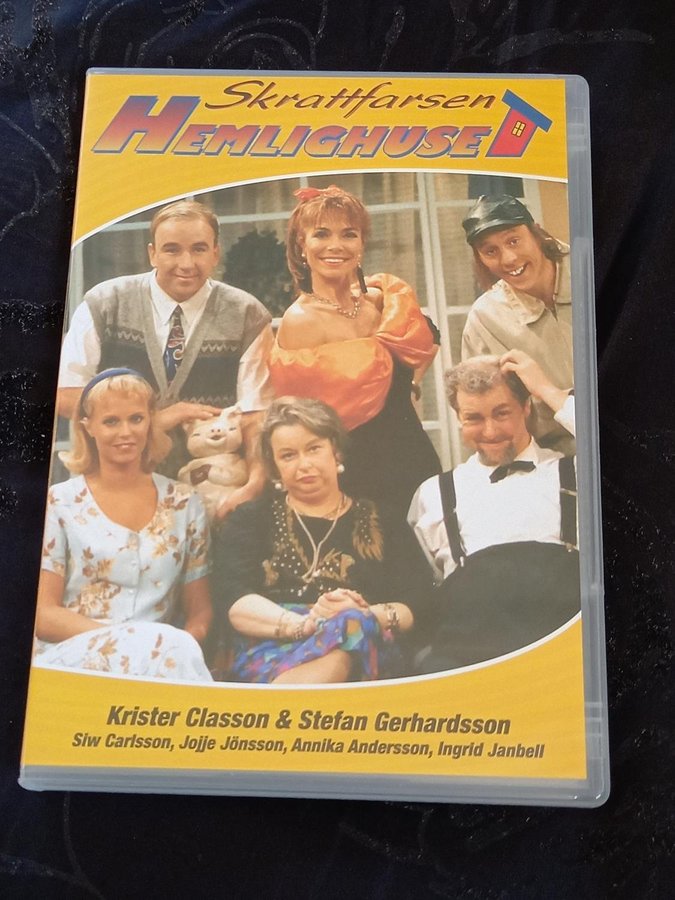 Skrattfarsen
HEMLIGHUSET
Krister Classon & Stefan Gerhardsson
Siw Carlsson, Jojje Jönsson, Annika Andersson, Ingrid Janbell